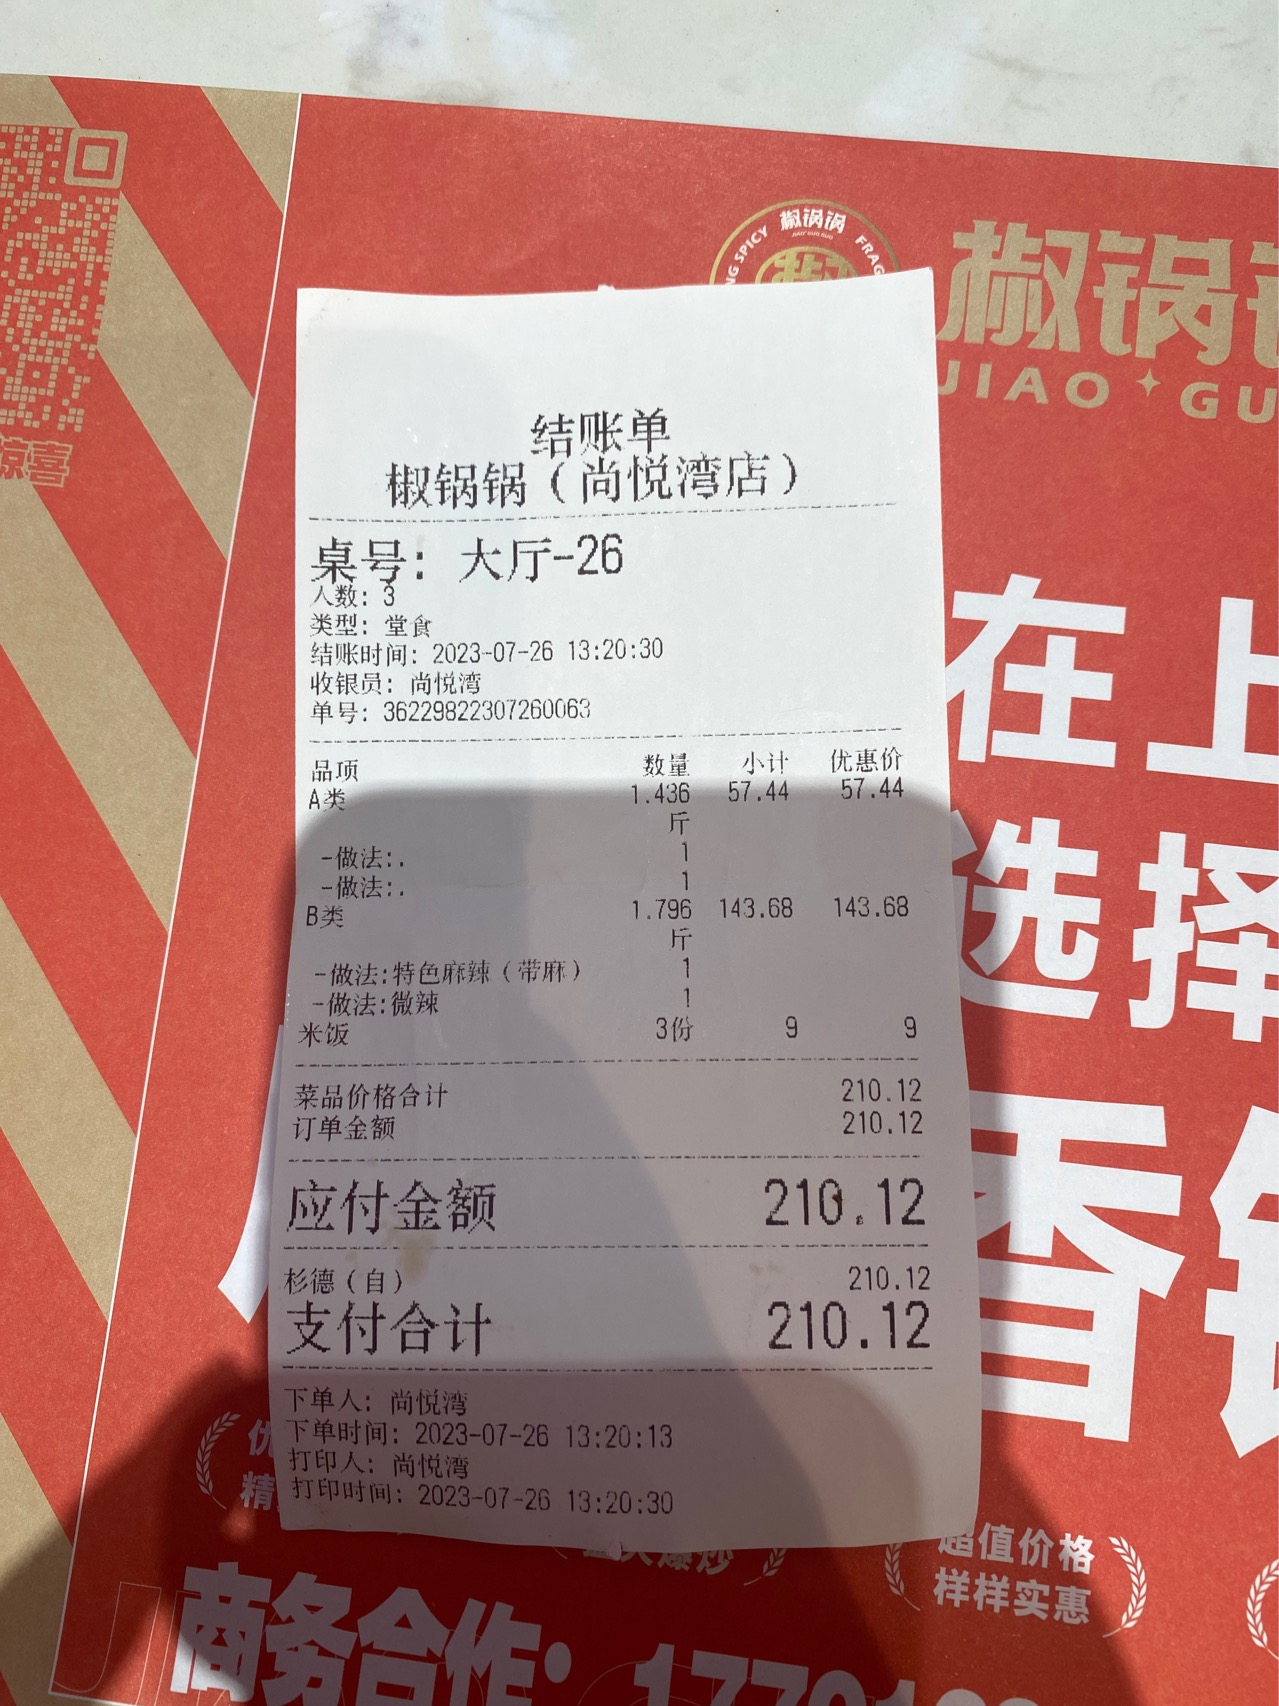 椒锅锅
JIAO GU
惊喜
结账单
椒锅锅（尚悦湾店）
桌号：大厅-26
人数：3
类型：堂食
结账时间：2023-07-26 13:20:30
收银员：尚悦湾
单号：36229822307260063
品项 数量 小计 优惠价
A类 1.436 57.44 57.44
斤
-做法:. 1
-做法:. 1
B类 1.796 143.68 143.68
斤
-做法:特色麻辣（带麻） 1
-做法:微辣 1
米饭 3份 9 9
菜品价格合计 210.12
订单金额 210.12
应付金额 210.12
杉德（自） 210.12
支付合计 210.12
下单人：尚悦湾
下单时间：2023-07-26 13:20:13
打印人：尚悦湾
打印时间：2023-07-26 13:20:30
在上
选择
香锅
超值价格
样样实惠
商务合作：